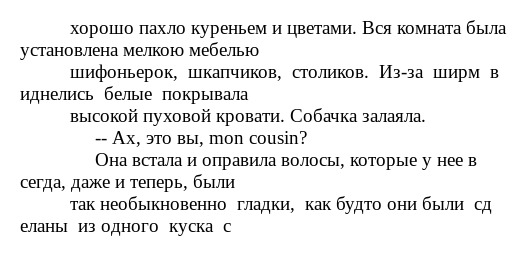 хорошо пахло куреньем и цветами. Вся комната была
установлена мелкою мебелью
шифоньерок, шкапчиков, столиков. Из-за ширм в
иднелись белые покрывала
высокой пуховой кровати. Собачка залаяла.
-- Ах, это вы, mon cousin?
Она встала и оправила волосы, которые у нее в
сегда, даже и теперь, были
так необыкновенно гладки, как будто они были сд
еланы из одного куска с